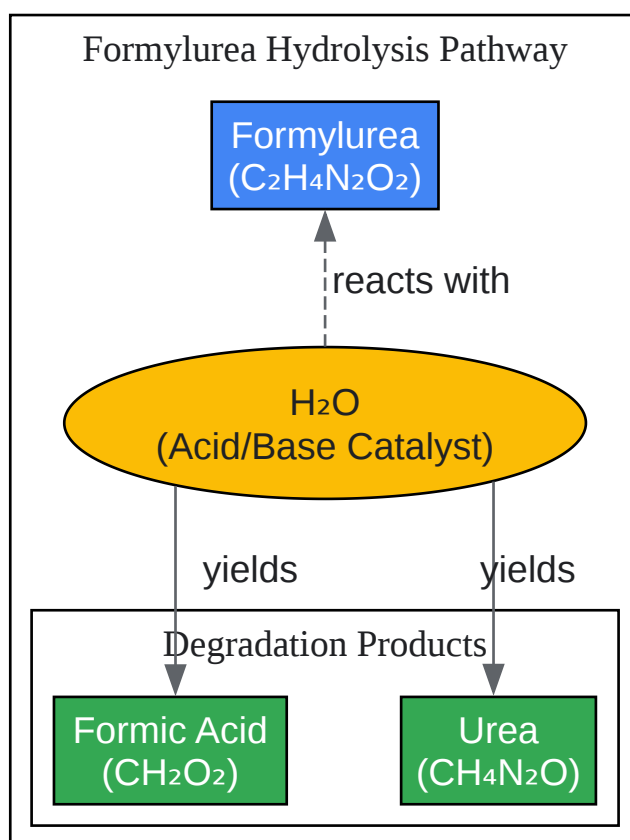 Formylurea Hydrolysis Pathway
Formylurea
(C₂H₄N₂O₂)
reacts with
H₂O
(Acid/Base Catalyst)
yields
yields
Degradation Products
Formic Acid
(CH₂O₂)
Urea
(CH₄N₂O)